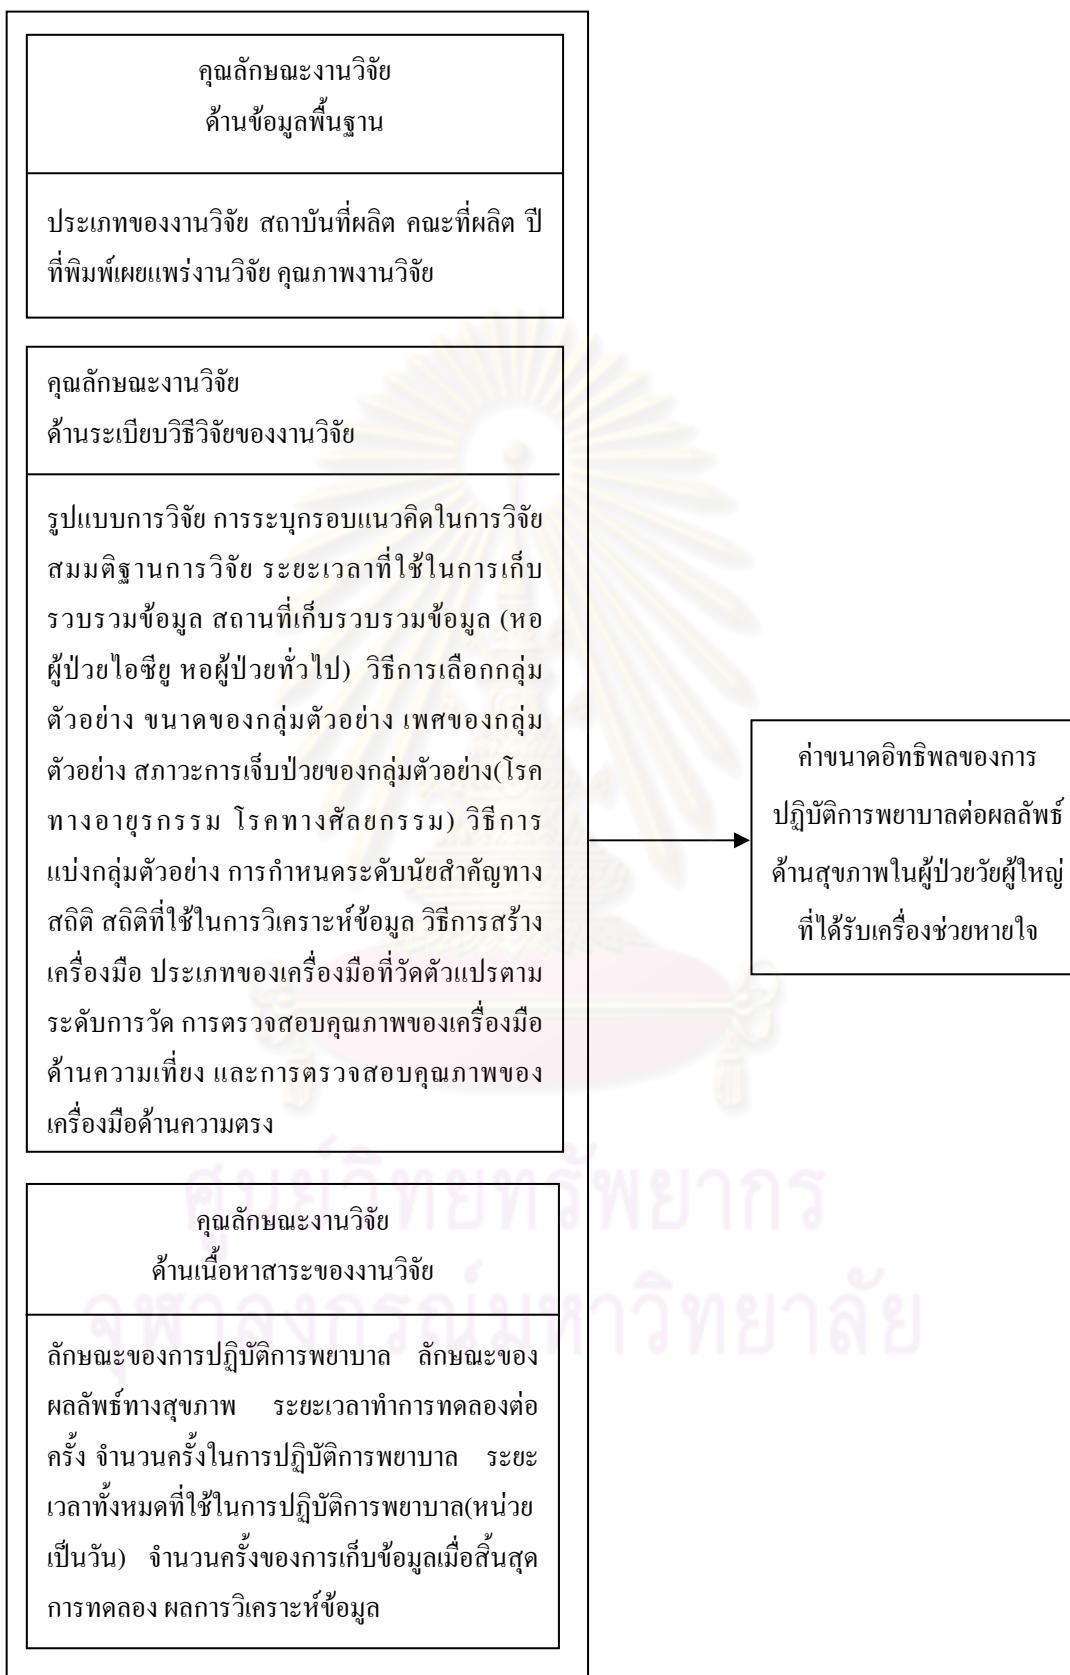 คุณลักษณะงานวิจัย
ด้านข้อมูลพื้นฐาน
ประเภทของงานวิจัย สถาบันที่ผลิต คณะที่ผลิต ปี
ที่พิมพ์เผยแพร่งานวิจัย คุณภาพงานวิจัย
คุณลักษณะงานวิจัย
ด้านระเบียบวิธีวิจัยของงานวิจัย
รูปแบบการวิจัย การระบุกรอบแนวคิดในการวิจัย
สมมติฐานการวิจัย ระยะเวลาที่ใช้ในการเก็บ
รวบรวมข้อมูล สถานที่เก็บรวบรวมข้อมูล (หอ
ผู้ป่วยไอซียู หอผู้ป่วยทั่วไป) วิธีการเลือกกลุ่ม
ตัวอย่าง ขนาดของกลุ่มตัวอย่าง เพศของกลุ่ม
ตัวอย่าง สภาวะการเจ็บป่วยของกลุ่มตัวอย่าง(โรค
ทางอายุรกรรม โรคทางศัลยกรรม) วิธีการ
แบ่งกลุ่มตัวอย่าง การกำหนดระดับนัยสำคัญทาง
สถิติ สถิติที่ใช้ในการวิเคราะห์ข้อมูล วิธีการสร้าง
เครื่องมือ ประเภทของเครื่องมือที่วัดตัวแปรตาม
ระดับการวัด การตรวจสอบคุณภาพของเครื่องมือ
ด้านความเที่ยง และการตรวจสอบคุณภาพของ
เครื่องมือด้านความตรง
คุณลักษณะงานวิจัย
ด้านเนื้อหาสาระของงานวิจัย
ลักษณะของการปฏิบัติการพยาบาล ลักษณะของ
ผลลัพธ์ทางสุขภาพ ระยะเวลาทำการทดลองต่อ
ครั้ง จำนวนครั้งในการปฏิบัติการพยาบาล ระยะ
เวลาทั้งหมดที่ใช้ในการปฏิบัติการพยาบาล(หน่วย
เป็นวัน) จำนวนครั้งของการเก็บข้อมูลเมื่อสิ้นสุด
การทดลอง ผลการวิเคราะห์ข้อมูล
ค่าขนาดอิทธิพลของการ
ปฏิบัติการพยาบาลต่อผลลัพธ์
ด้านสุขภาพในผู้ป่วยวัยผู้ใหญ่
ที่ได้รับเครื่องช่วยหายใจ
ศูนย์วิทยทรัพยากร
จุฬาลงกรณ์มหาวิทยาลัย